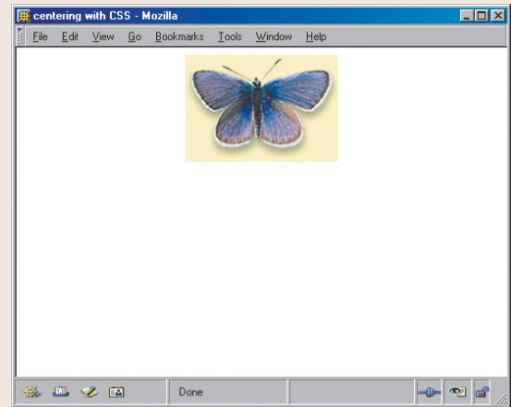 centering with CSS - Mozilla
File Edit View Go Bookmarks Tools Window Help
Done